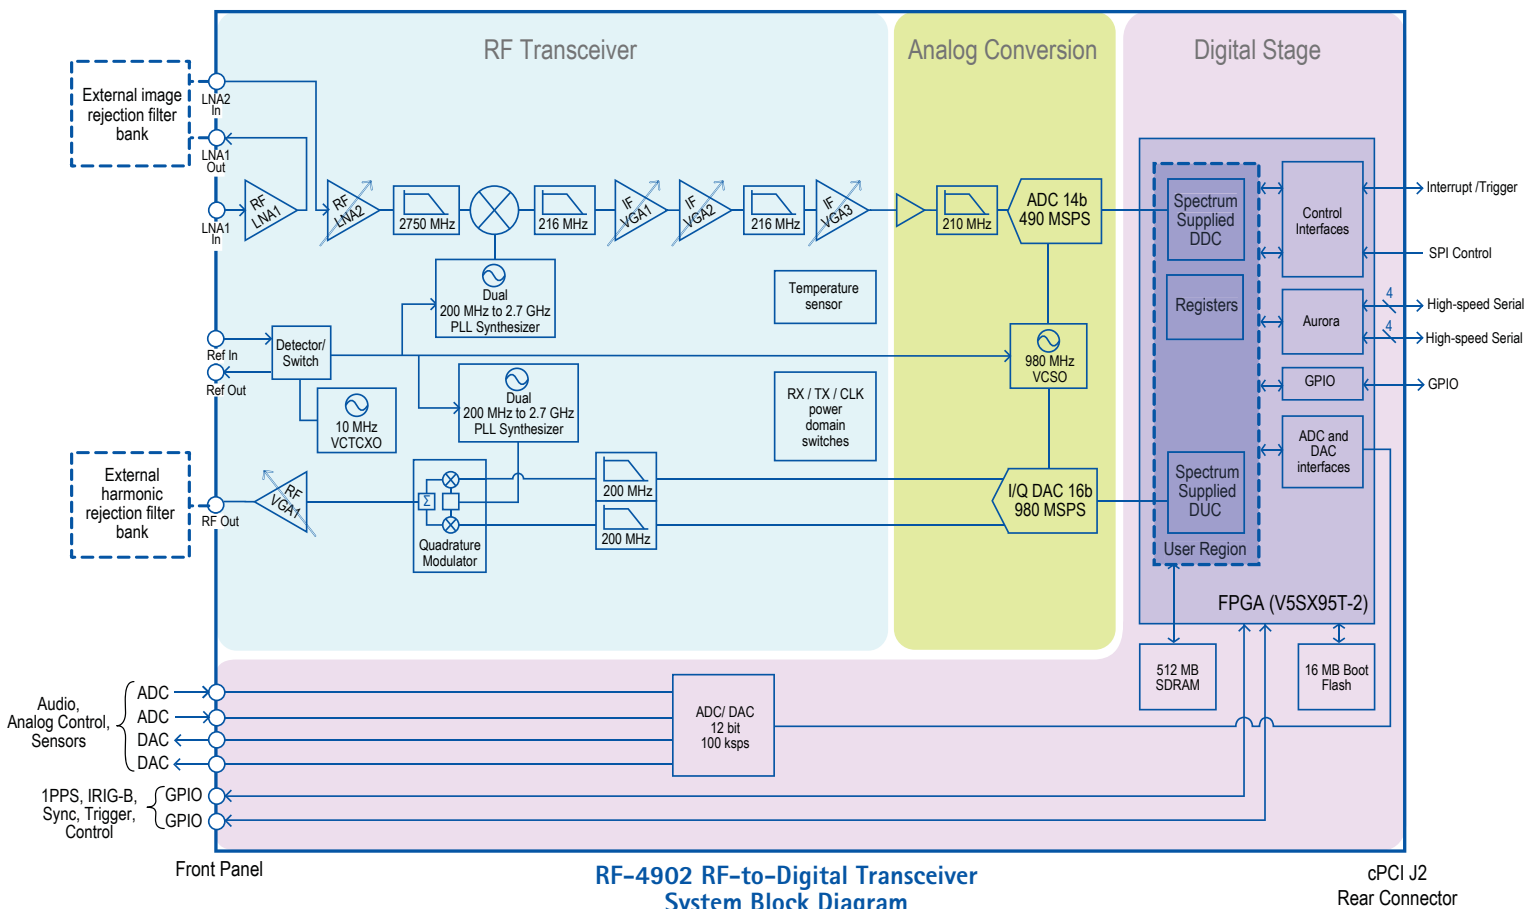 RF Transceiver
Analog Conversion
Digital Stage
External image
rejection filter
bank
LNA2
In
LNA1
Out
LNA1
In
RF
LNA1
RF
LNA2
2750 MHz
216 MHz
IF
VGA1
IF
VGA2
216 MHz
IF
VGA3
210 MHz
ADC 14b
490 MSPS
Spectrum
Supplied
DDC
Control
Interfaces
Interrupt /Trigger
SPI Control
Dual
200 MHz to 2.7 GHz
PLL Synthesizer
Temperature
sensor
Registers
Aurora
4
High-speed Serial
4
High-speed Serial
Ref In
Ref Out
Detector/
Switch
10 MHz
VCTCXO
Dual
200 MHz to 2.7 GHz
PLL Synthesizer
RX / TX / CLK
power
domain
switches
980 MHz
VCSO
GPIO
GPIO
ADC and
DAC
interfaces
External
harmonic
rejection filter
bank
RF Out
RF
VGA1
Σ
Quadrature
Modulator
200 MHz
200 MHz
I/Q DAC 16b
980 MSPS
Spectrum
Supplied
DUC
User Region
FPGA (V5SX95T-2)
512 MB
SDRAM
16 MB Boot
Flash
Audio,
Analog Control,
Sensors
ADC
ADC
DAC
DAC
ADC/ DAC
12 bit
100 ksps
1PPS, IRIG-B,
Sync, Trigger,
Control
GPIO
GPIO
Front Panel
RF-4902 RF-to-Digital Transceiver
System Block Diagram
cPCI J2
Rear Connector